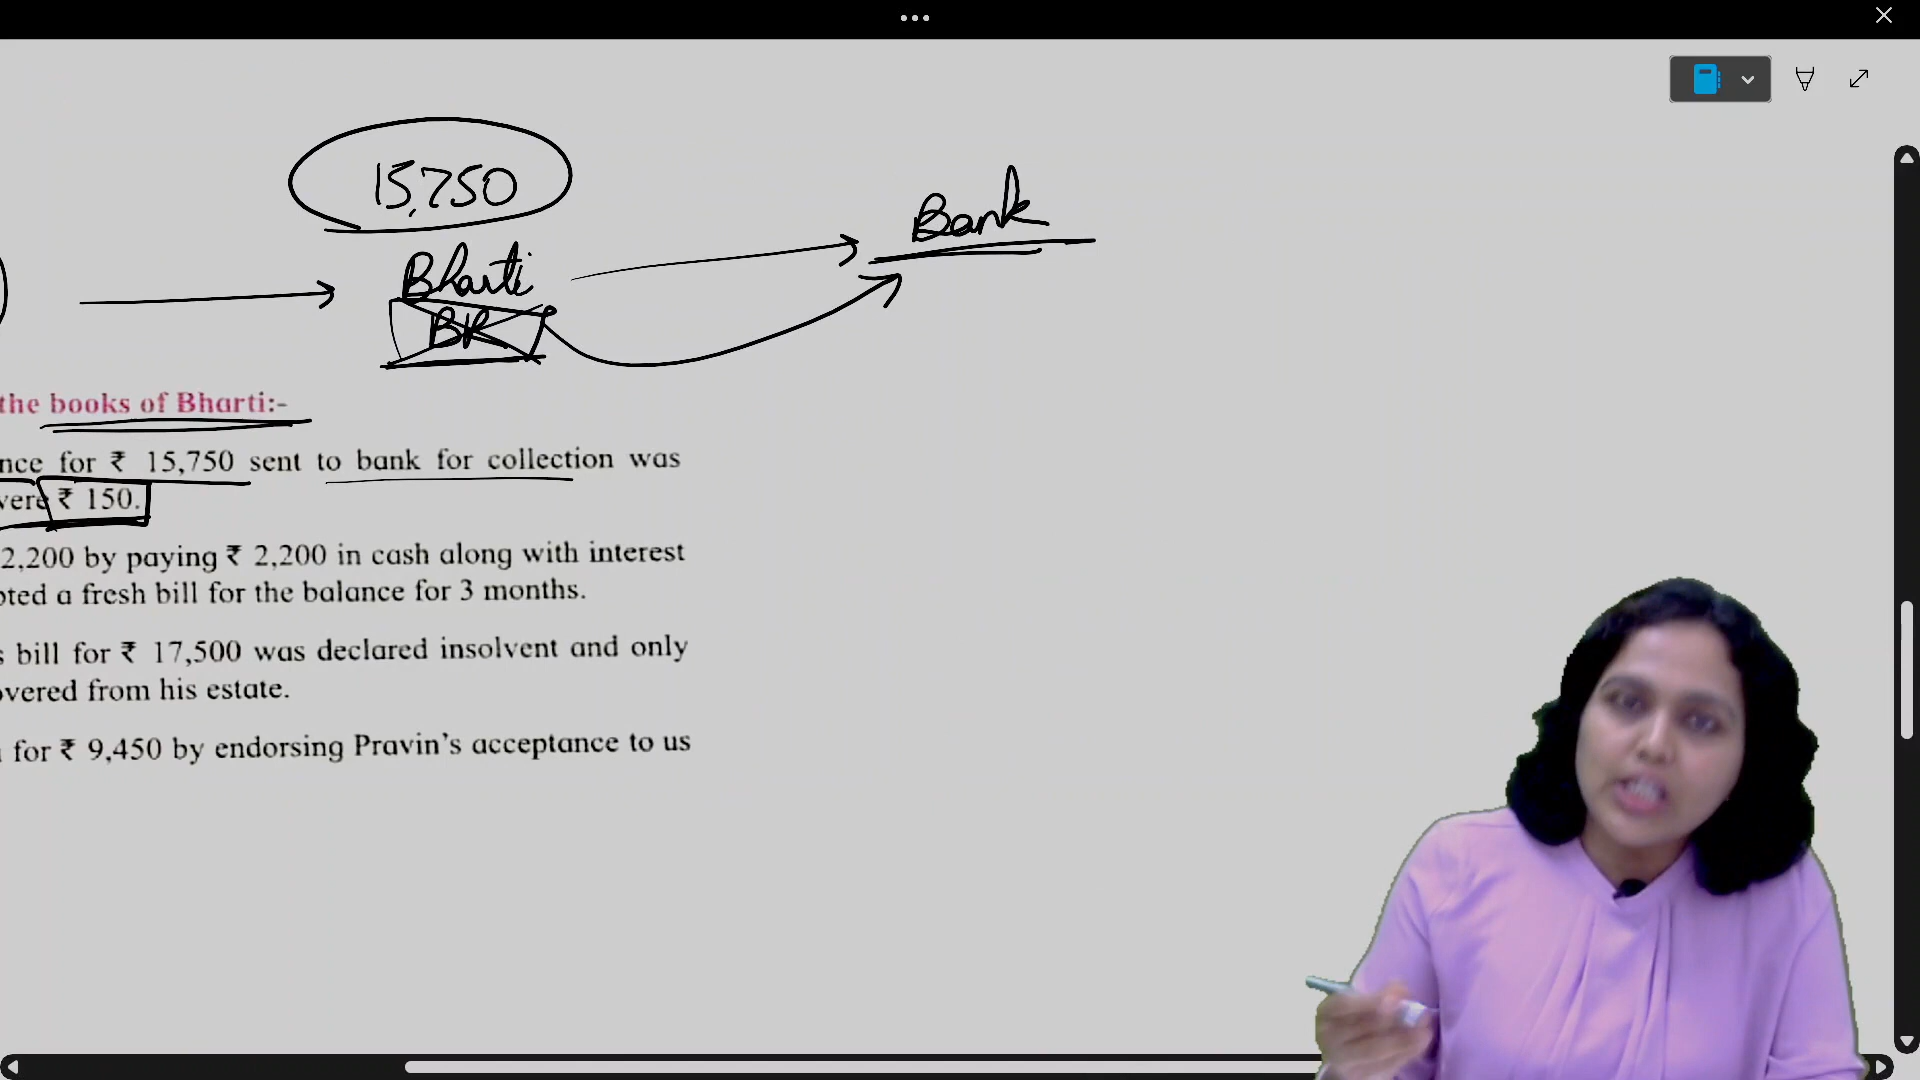 15,750
Bank
Bharti
BR
the books of Bharti:-
nce for ₹ 15,750 sent to bank for collection was
vere ₹ 150.
2,200 by paying ₹ 2,200 in cash along with interest
oted a fresh bill for the balance for 3 months.
s bill for ₹ 17,500 was declared insolvent and only
overed from his estate.
for ₹ 9,450 by endorsing Pravin's acceptance to us